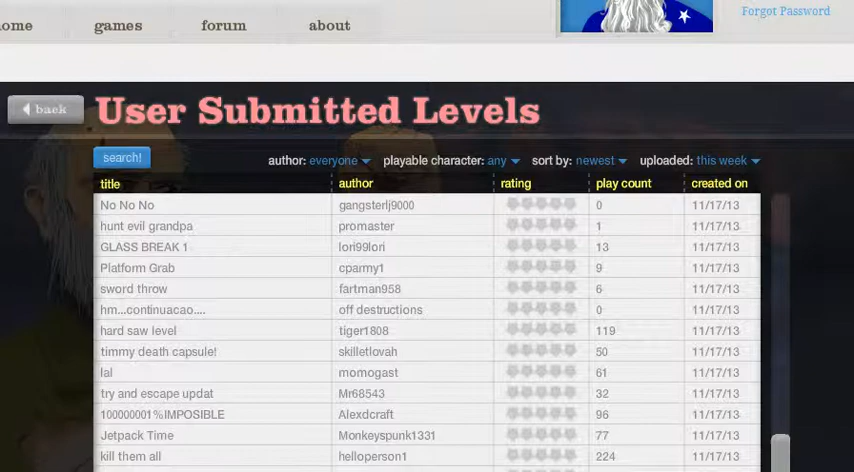 ome games forum about
Forgot Password
back
User Submitted Levels
search!
author: everyone playable character: any sort by: newest uploaded: this week
title author rating play count created on
No No No gangsterlj9000 0 11/17/13
hunt evil grandpa promaster 1 11/17/13
GLASS BREAK 1 lori99lori 13 11/17/13
Platform Grab cparmy1 9 11/17/13
sword throw fartman958 6 11/17/13
hm...continuacao.... off destructions 0 11/17/13
hard saw level tiger1808 119 11/17/13
timmy death capsule! skilletlovah 50 11/17/13
lal momogast 61 11/17/13
try and escape updat Mr68543 32 11/17/13
100000001%IMPOSIBLE Alexdcraft 96 11/17/13
Jetpack Time Monkeyspunk1331 77 11/17/13
kill them all helloperson1 224 11/17/13